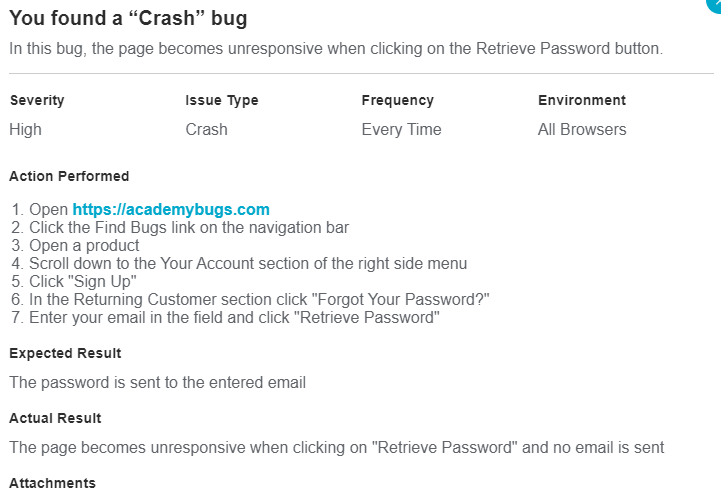 You found a “Crash” bug
In this bug, the page becomes unresponsive when clicking on the Retrieve Password button.
Severity Issue Type Frequency Environment
High Crash Every Time All Browsers
Action Performed
1. Open https://academybugs.com
2. Click the Find Bugs link on the navigation bar
3. Open a product
4. Scroll down to the Your Account section of the right side menu
5. Click "Sign Up"
6. In the Returning Customer section click "Forgot Your Password?"
7. Enter your email in the field and click "Retrieve Password"
Expected Result
The password is sent to the entered email
Actual Result
The page becomes unresponsive when clicking on "Retrieve Password" and no email is sent
Attachments